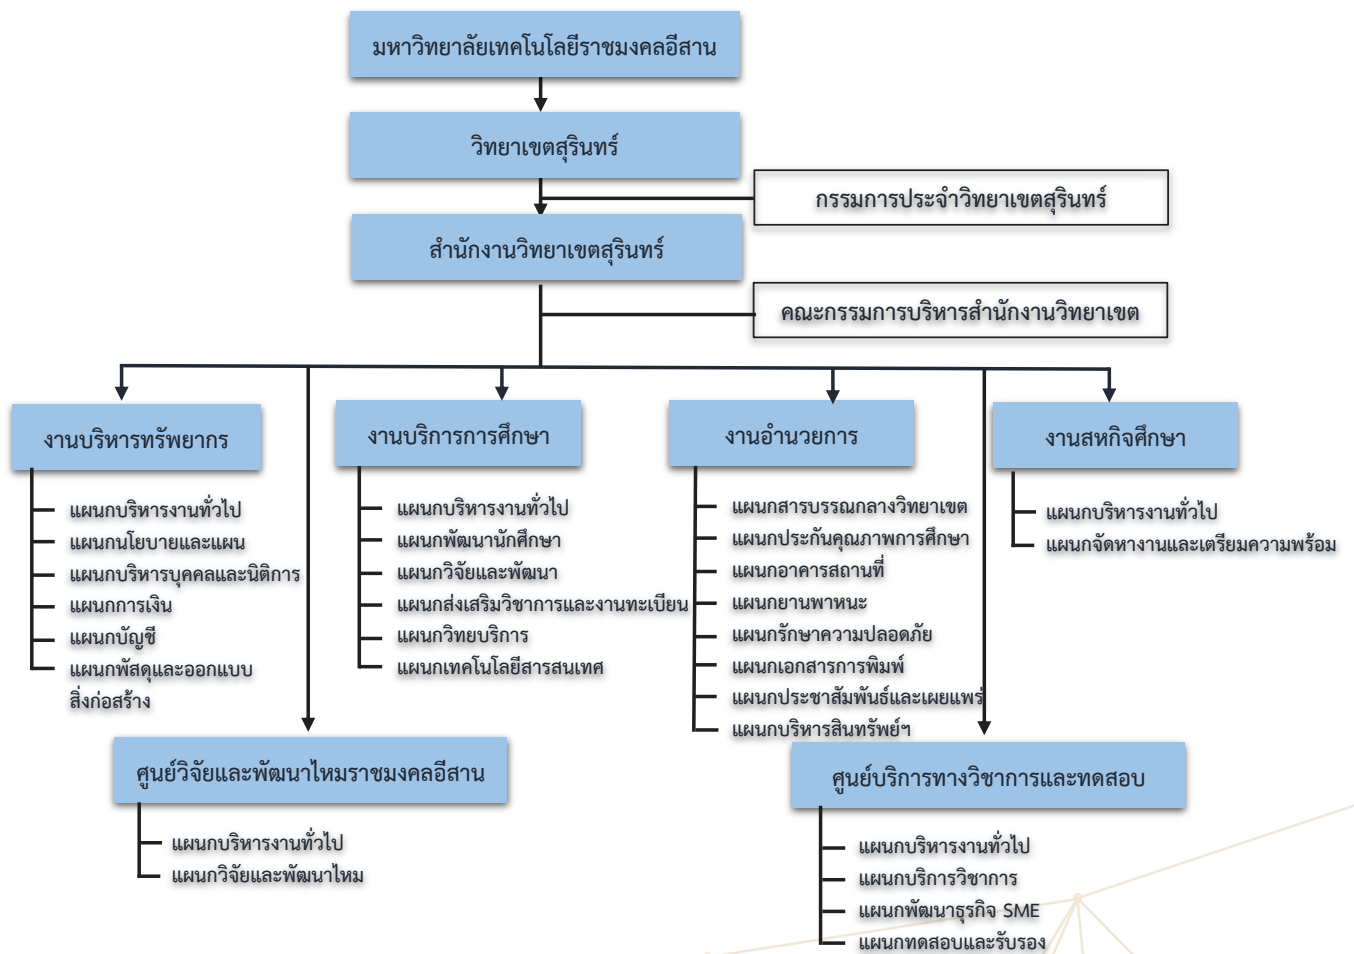 มหาวิทยาลัยเทคโนโลยีราชมงคลอีสาน
วิทยาเขตสุรินทร์
กรรมการประจำวิทยาเขตสุรินทร์
สำนักงานวิทยาเขตสุรินทร์
คณะกรรมการบริหารสำนักงานวิทยาเขต
งานบริหารทรัพยากร
แผนกบริหารงานทั่วไป
แผนกนโยบายและแผน
แผนกบริหารบุคคลและนิติการ
แผนกการเงิน
แผนกบัญชี
แผนกพัสดุและออกแบบ
สิ่งก่อสร้าง
งานบริการการศึกษา
แผนกบริหารงานทั่วไป
แผนกพัฒนานักศึกษา
แผนกวิจัยและพัฒนา
แผนกส่งเสริมวิชาการและงานทะเบียน
แผนกวิทยบริการ
แผนกเทคโนโลยีสารสนเทศ
งานอำนวยการ
แผนกสารบรรณกลางวิทยาเขต
แผนกประกันคุณภาพการศึกษา
แผนกอาคารสถานที่
แผนกยานพาหนะ
แผนกรักษาความปลอดภัย
แผนกเอกสารการพิมพ์
แผนกประชาสัมพันธ์และเผยแพร่
แผนกบริหารสินทรัพย์ฯ
งานสหกิจศึกษา
แผนกบริหารงานทั่วไป
แผนกจัดหางานและเตรียมความพร้อม
ศูนย์วิจัยและพัฒนาไหมราชมงคลอีสาน
แผนกบริหารงานทั่วไป
แผนกวิจัยและพัฒนาไหม
ศูนย์บริการทางวิชาการและทดสอบ
แผนกบริหารงานทั่วไป
แผนกบริการวิชาการ
แผนกพัฒนาธุรกิจ SME
แผนกทดสอบและรับรอง